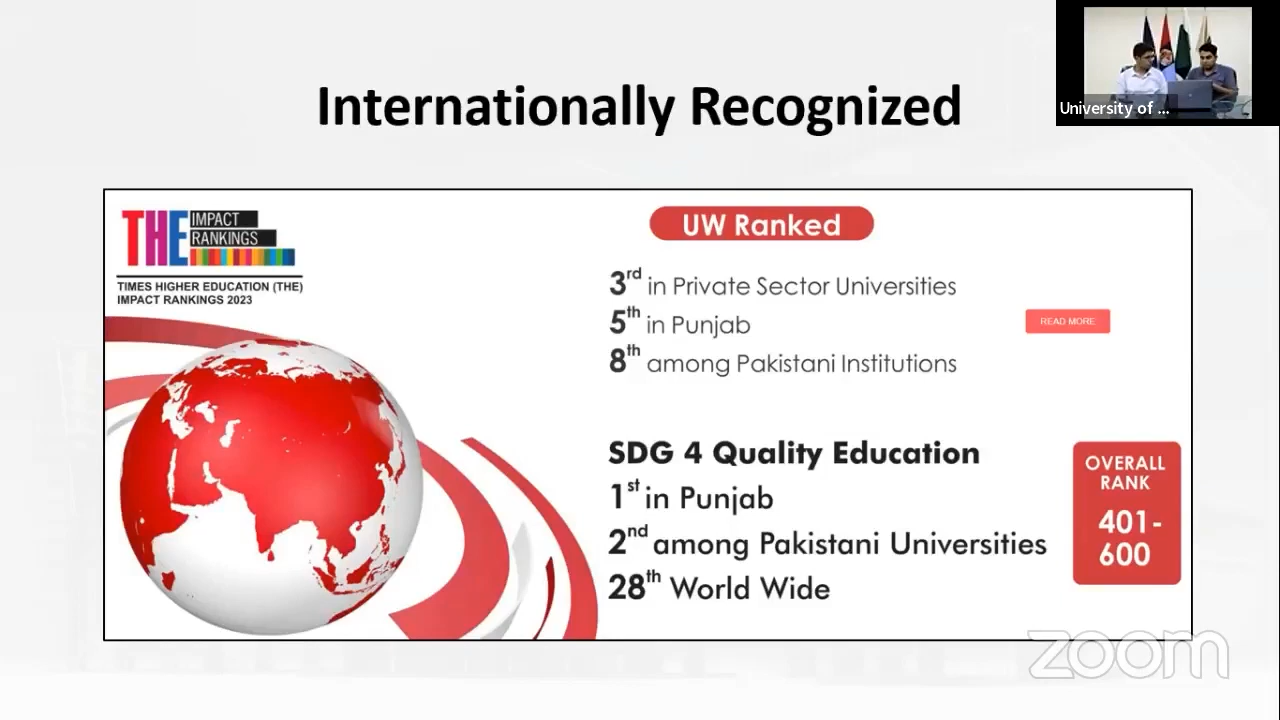 Internationally Recognized
University of ...
THE IMPACT
RANKINGS
TIMES HIGHER EDUCATION (THE)
IMPACT RANKINGS 2023
UW Ranked
3rd in Private Sector Universities
5th in Punjab
8th among Pakistani Institutions
READ MORE
SDG 4 Quality Education
1st in Punjab
2nd among Pakistani Universities
28th World Wide
OVERALL
RANK
401-
600
zoom